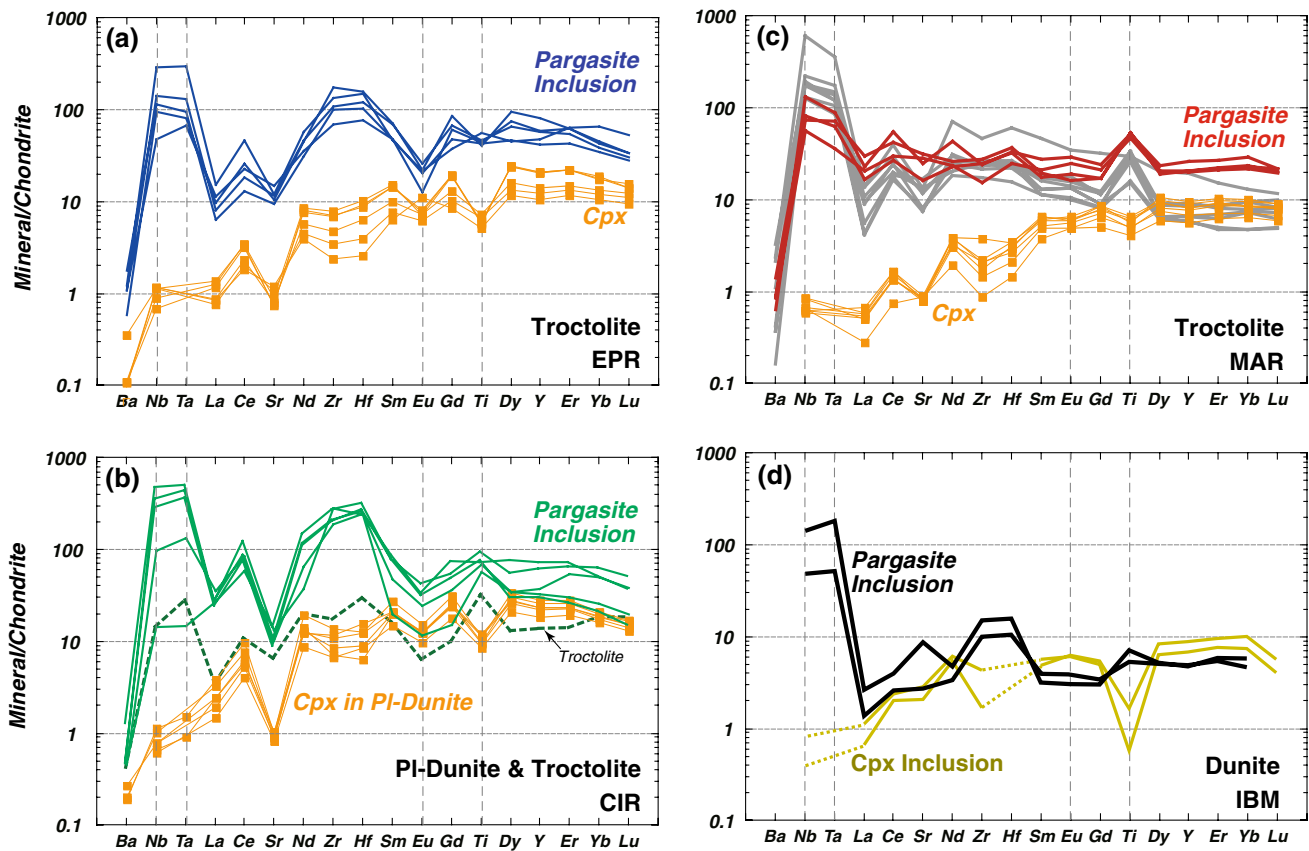 (a)
Mineral/Chondrite
1000
100
10
1
0.1
Pargasite
Inclusion
Cpx
Troctolite
EPR
Ba Nb Ta La Ce Sr Nd Zr Hf Sm Eu Gd Ti Dy Y Er Yb Lu
(c)
1000
100
10
1
0.1
Pargasite
Inclusion
Cpx
Troctolite
MAR
Ba Nb Ta La Ce Sr Nd Zr Hf Sm Eu Gd Ti Dy Y Er Yb Lu
(b)
Mineral/Chondrite
1000
100
10
1
0.1
Pargasite
Inclusion
Troctolite
Cpx in Pl-Dunite
Pl-Dunite & Troctolite
CIR
Ba Nb Ta La Ce Sr Nd Zr Hf Sm Eu Gd Ti Dy Y Er Yb Lu
(d)
1000
100
10
1
0.1
Pargasite
Inclusion
Cpx Inclusion
Dunite
IBM
Ba Nb Ta La Ce Sr Nd Zr Hf Sm Eu Gd Ti Dy Y Er Yb Lu